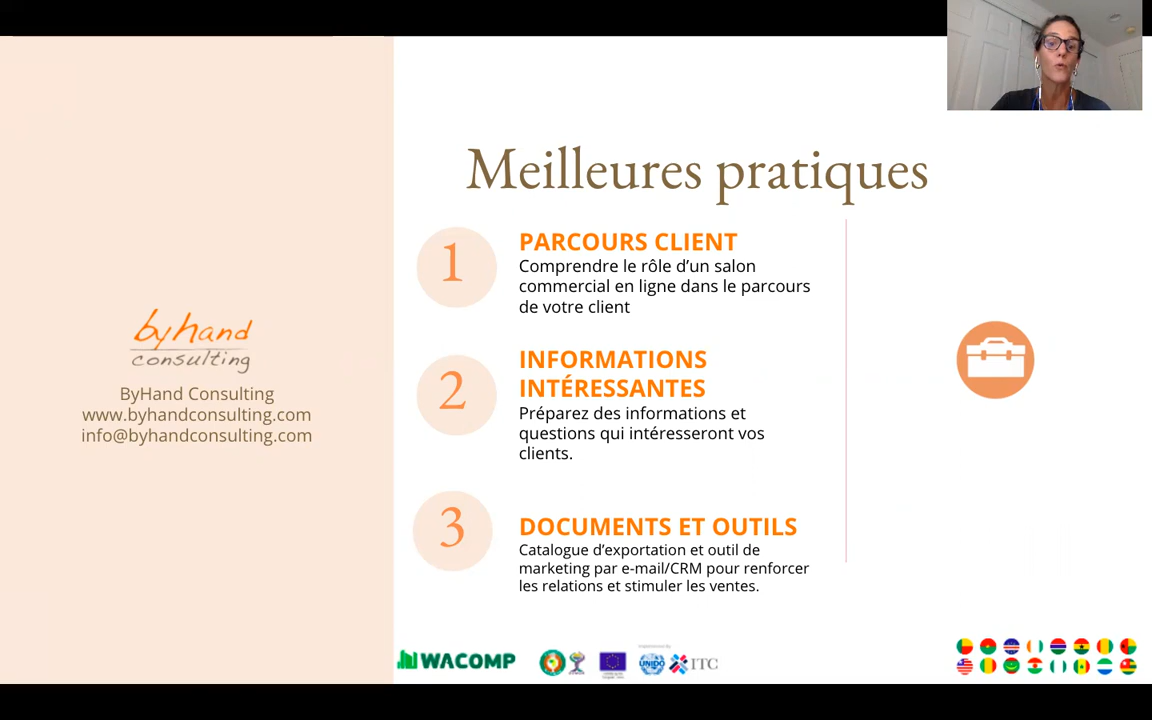 Meilleures pratiques
1
PARCOURS CLIENT
Comprendre le rôle d’un salon
commercial en ligne dans le parcours
de votre client
2
INFORMATIONS
INTÉRESSANTES
Préparez des informations et
questions qui intéresseront vos
clients.
3
DOCUMENTS ET OUTILS
Catalogue d’exportation et outil de
marketing par e-mail/CRM pour renforcer
les relations et stimuler les ventes.
byhand
consulting
ByHand Consulting
www.byhandconsulting.com
info@byhandconsulting.com
WACOMP
UNIDO
ITC